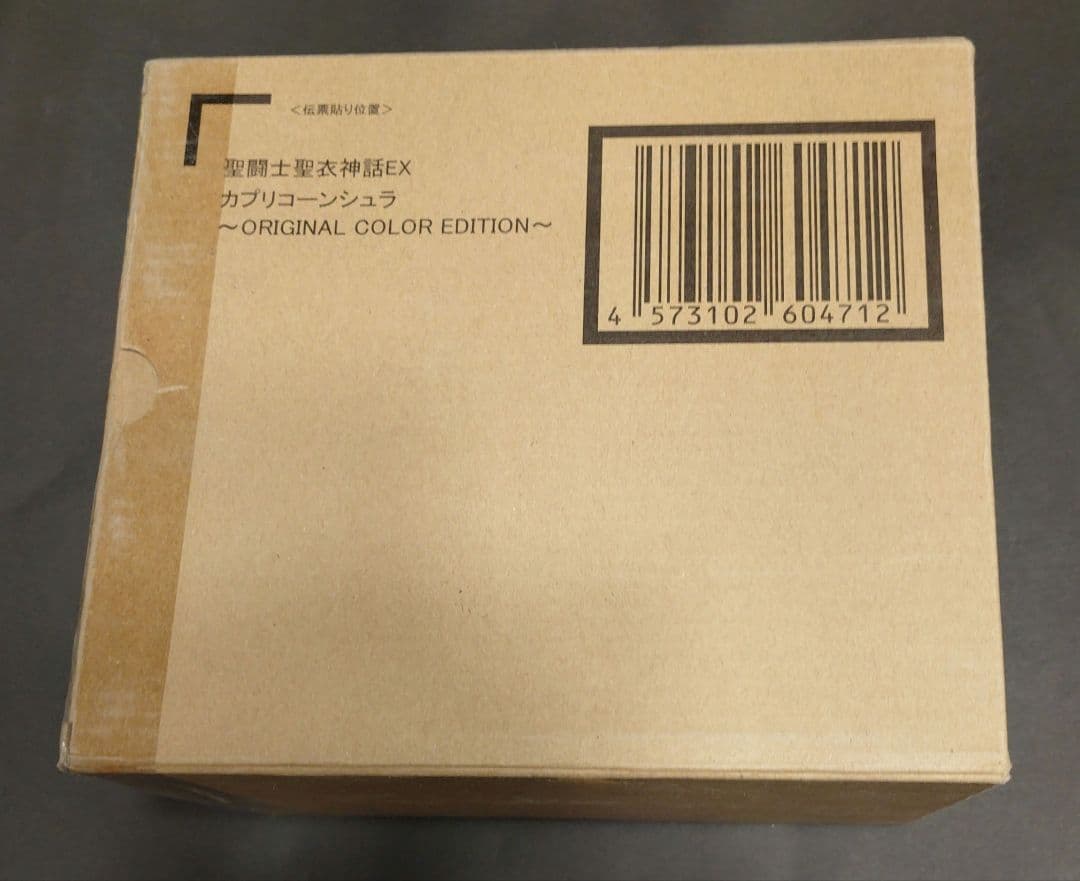 <伝票貼り位置>
聖闘士聖衣神話EX
カプリコーンシュラ
～ORIGINAL COLOR EDITION～
4 573102 604712